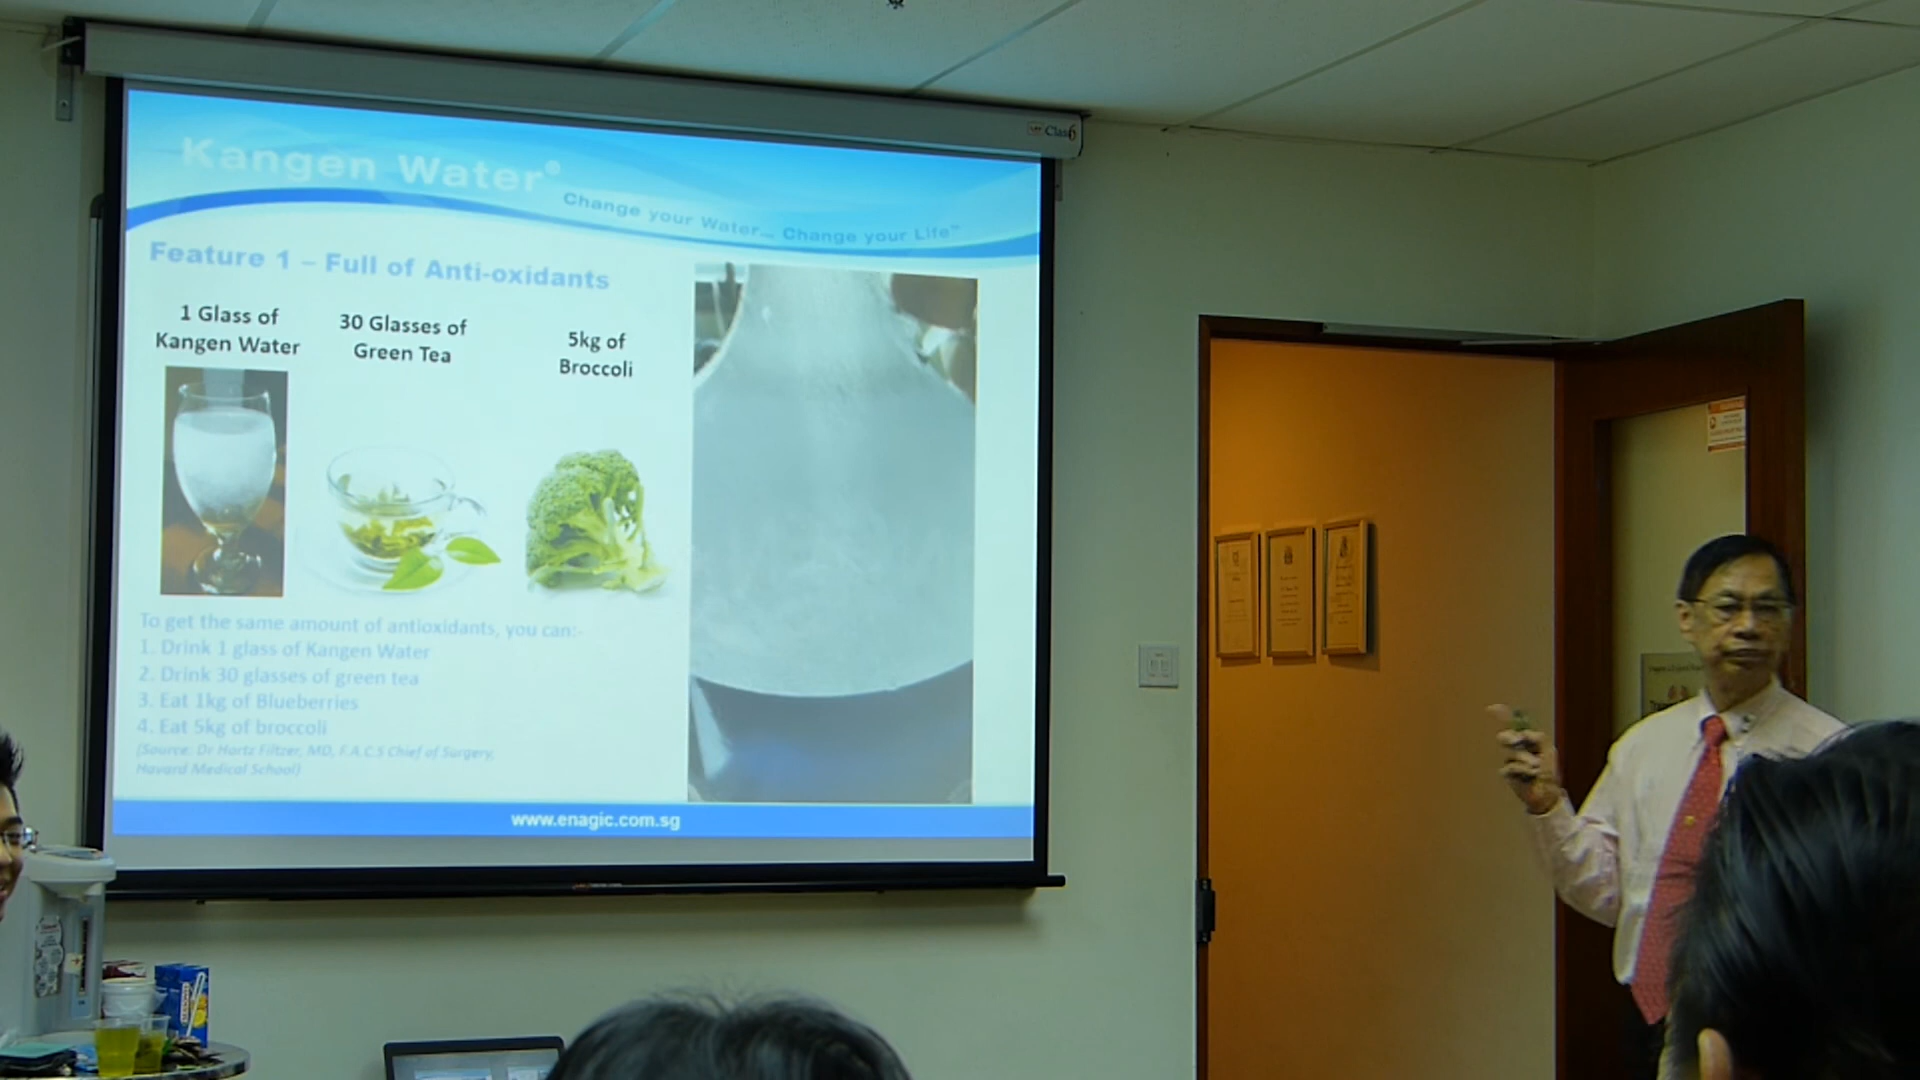 Kangen Water®
Change your Water... Change your Life™
Feature 1 – Full of Anti-oxidants
1 Glass of
Kangen Water
30 Glasses of
Green Tea
5kg of
Broccoli
To get the same amount of antioxidants, you can:-
1. Drink 1 glass of Kangen Water
2. Drink 30 glasses of green tea
3. Eat 1kg of Blueberries
4. Eat 5kg of broccoli
(Source: Dr Hartz Filtzer, MD, F.A.C.S Chief of Surgery,
Havard Medical School)
www.enagic.com.sg